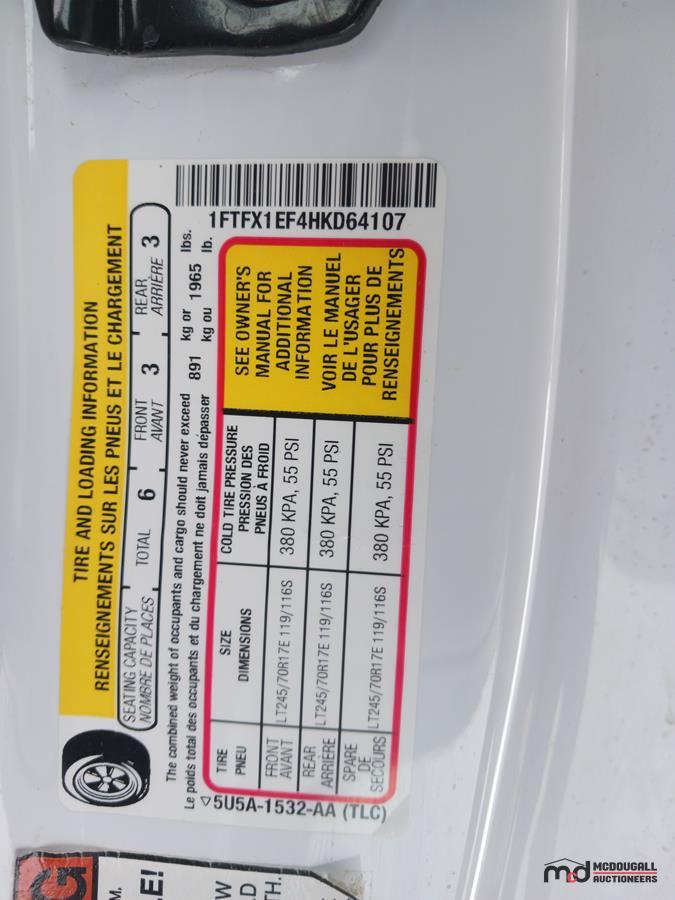 TIRE AND LOADING INFORMATION
RENSEIGNEMENTS SUR LES PNEUS ET LE CHARGEMENT
SEATING CAPACITY TOTAL 6 FRONT 3 REAR 3
NOMBRE DE PLACES AVANT ARRIÈRE
The combined weight of occupants and cargo should never exceed 891 kg or 1965 lbs.
Le poids total des occupants et du chargement ne doit jamais dépasser kg ou lb.
1FTFX1EF4HKD64107
TIRE SIZE COLD TIRE PRESSURE
PNEU DIMENSIONS PRESSION DES
PNEUS À FROID
FRONT
AVANT LT245/70R17E 119/116S 380 KPA, 55 PSI
REAR
ARRIÈRE LT245/70R17E 119/116S 380 KPA, 55 PSI
SPARE
DE
SECOURS LT245/70R17E 119/116S 380 KPA, 55 PSI
SEE OWNER'S
MANUAL FOR
ADDITIONAL
INFORMATION
VOIR LE MANUEL
DE L'USAGER
POUR PLUS DE
RENSEIGNEMENTS
5U5A-1532-AA (TLC)
G
M.
E!
W
D
TH.
md MCDOUGALL
AUCTIONEERS